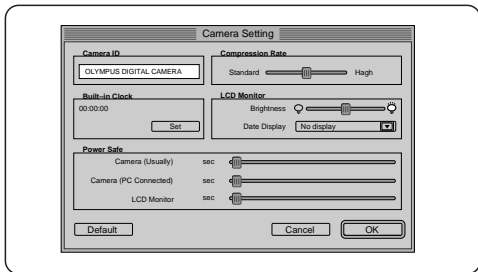 Camera Setting
Camera ID
OLYMPUS DIGITAL CAMERA
Compression Rate
Standard Hagh
Built-in Clock
00:00:00
Set
LCD Monitor
Brightness
Date Display No display
Power Safe
Camera (Usually) sec
Camera (PC Connected) sec
LCD Monitor sec
Default Cancel OK